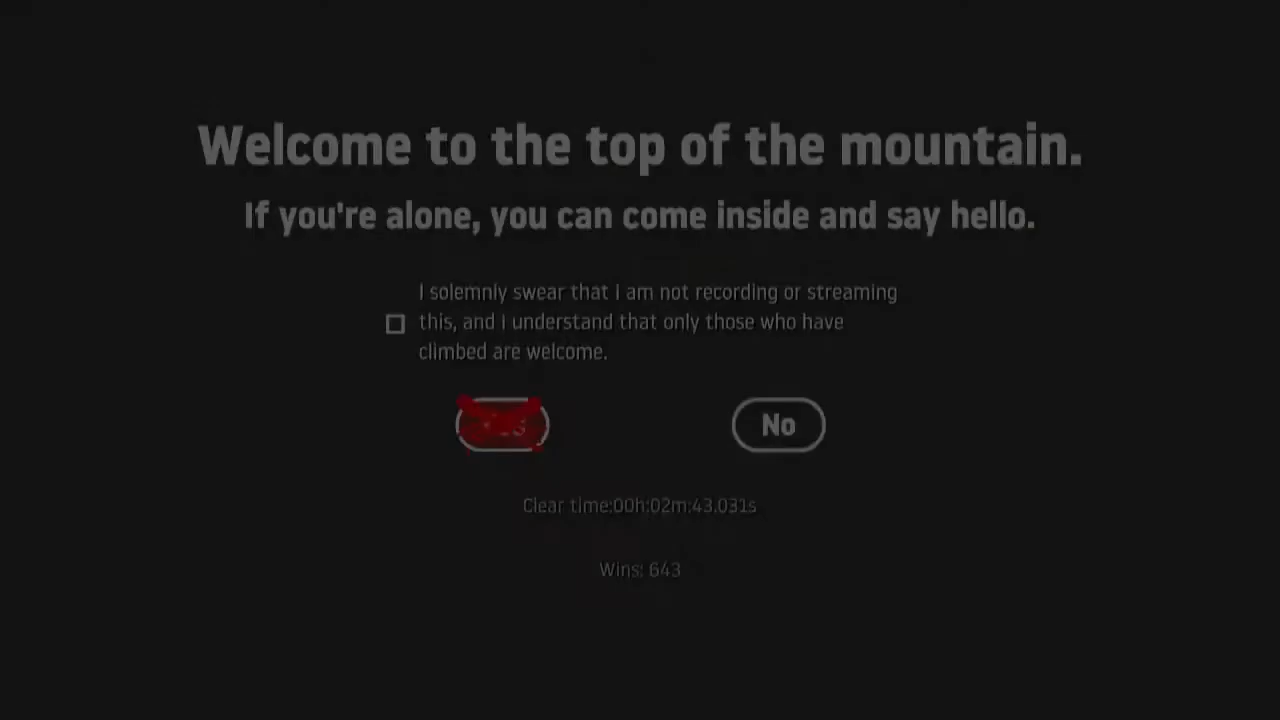 Welcome to the top of the mountain.
If you're alone, you can come inside and say hello.
I solemnly swear that I am not recording or streaming
this, and I understand that only those who have
climbed are welcome.
No
Clear time:00h:02m:43.031s
Wins: 643